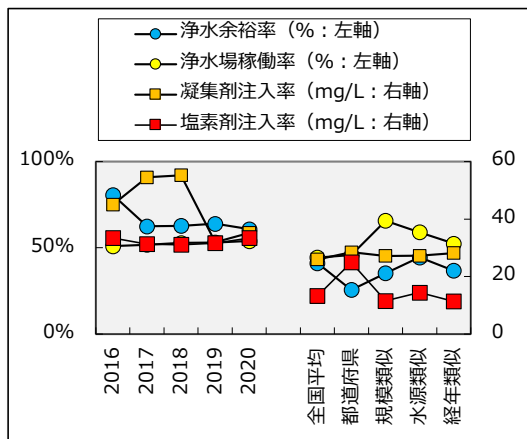 浄水余裕率（%：左軸）
浄水場稼働率（%：左軸）
凝集剤注入率（mg/L：右軸）
塩素剤注入率（mg/L：右軸）
100%
60
40
50%
20
0%
0
2016
2017
2018
2019
2020
全国平均
都道府県
規模類似
水源類似
経年類似